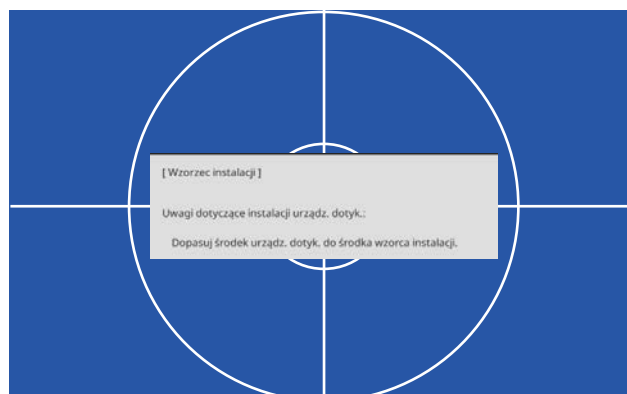 [ Wzorzec instalacji ]
Uwagi dotyczące instalacji urządz. dotyk.:
Dopasuj środek urządz. dotyk. do środka wzorca instalacji.